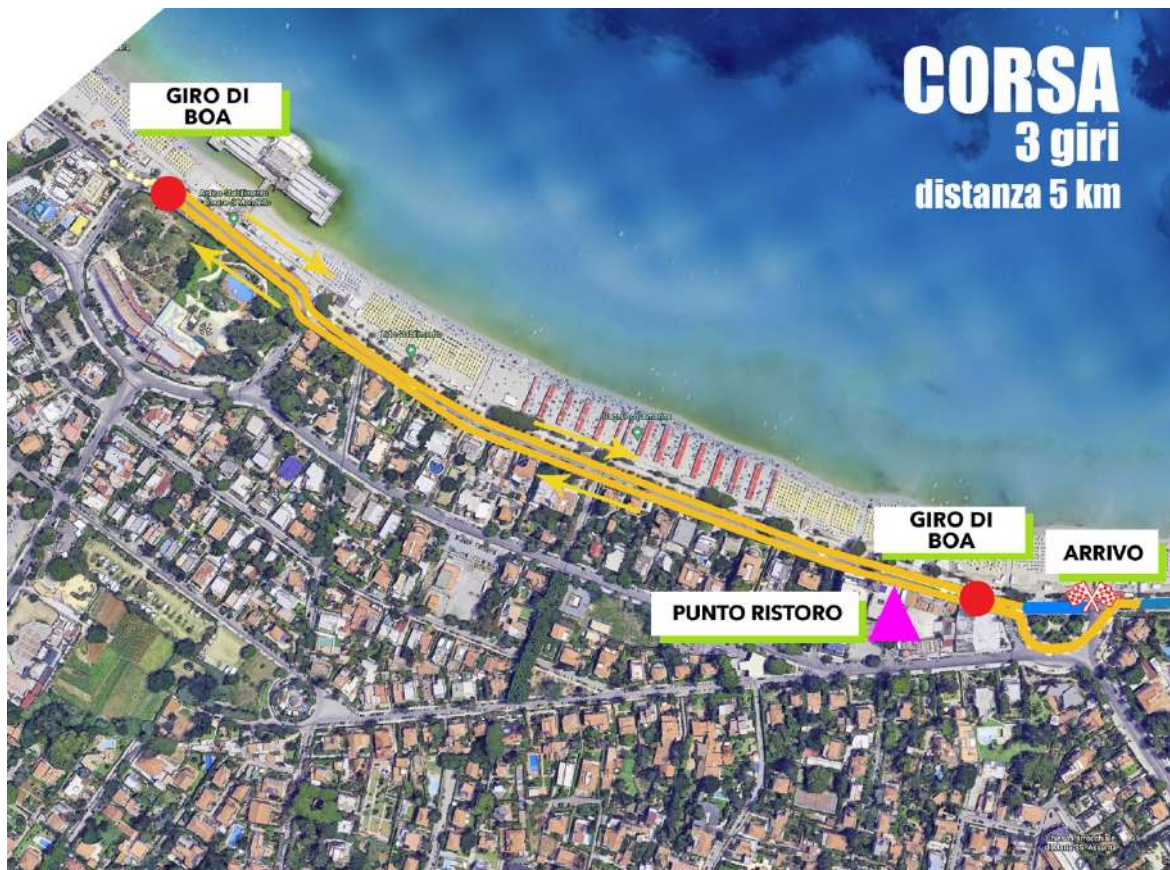 CORSA
3 giri
distanza 5 km
GIRO DI
BOA
GIRO DI
BOA
ARRIVO
PUNTO RISTORO